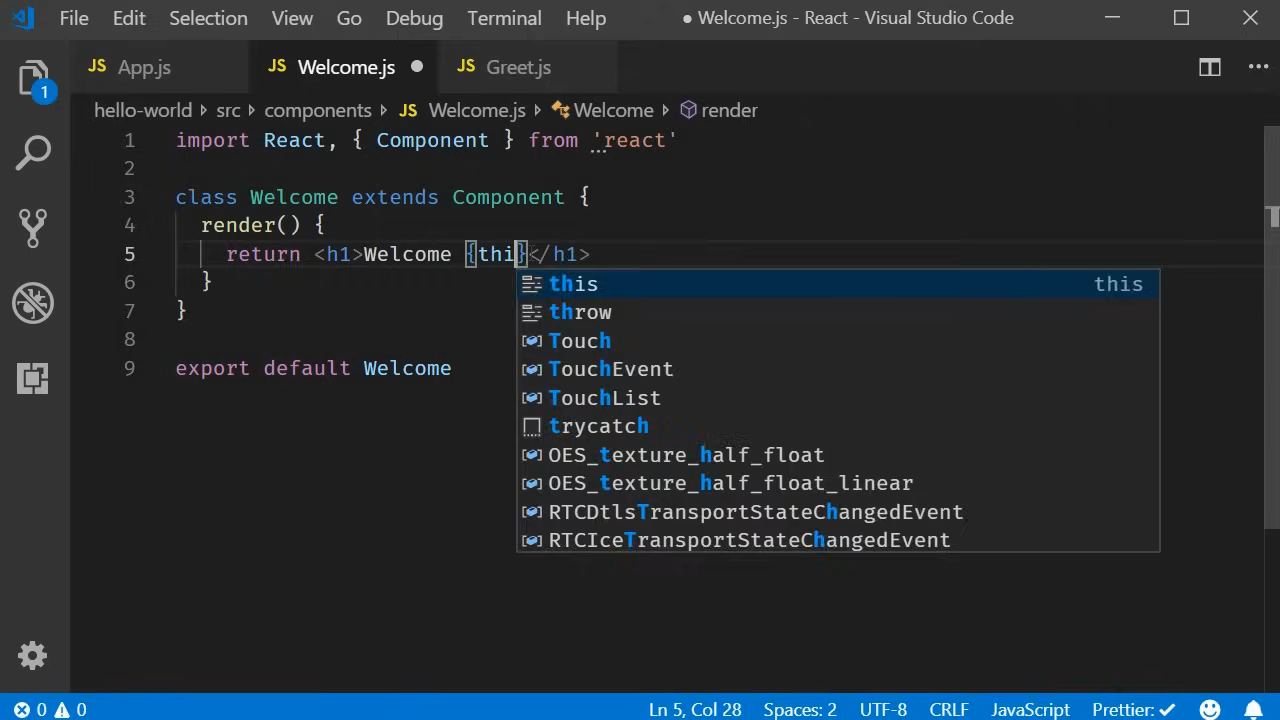 File Edit Selection View Go Debug Terminal Help ● Welcome.js - React - Visual Studio Code
JS App.js JS Welcome.js ● JS Greet.js
1
hello-world › src › components › JS Welcome.js › Welcome › render
1 import React, { Component } from 'react'
2
3 class Welcome extends Component {
4 render() {
5 return <h1>Welcome {thi}</h1>
6 }
7 }
8
9 export default Welcome
this this
throw
Touch
TouchEvent
TouchList
trycatch
OES_texture_half_float
OES_texture_half_float_linear
RTCDtlsTransportStateChangedEvent
RTCIceTransportStateChangedEvent
0 0 Ln 5, Col 28 Spaces: 2 UTF-8 CRLF JavaScript Prettier: ✓